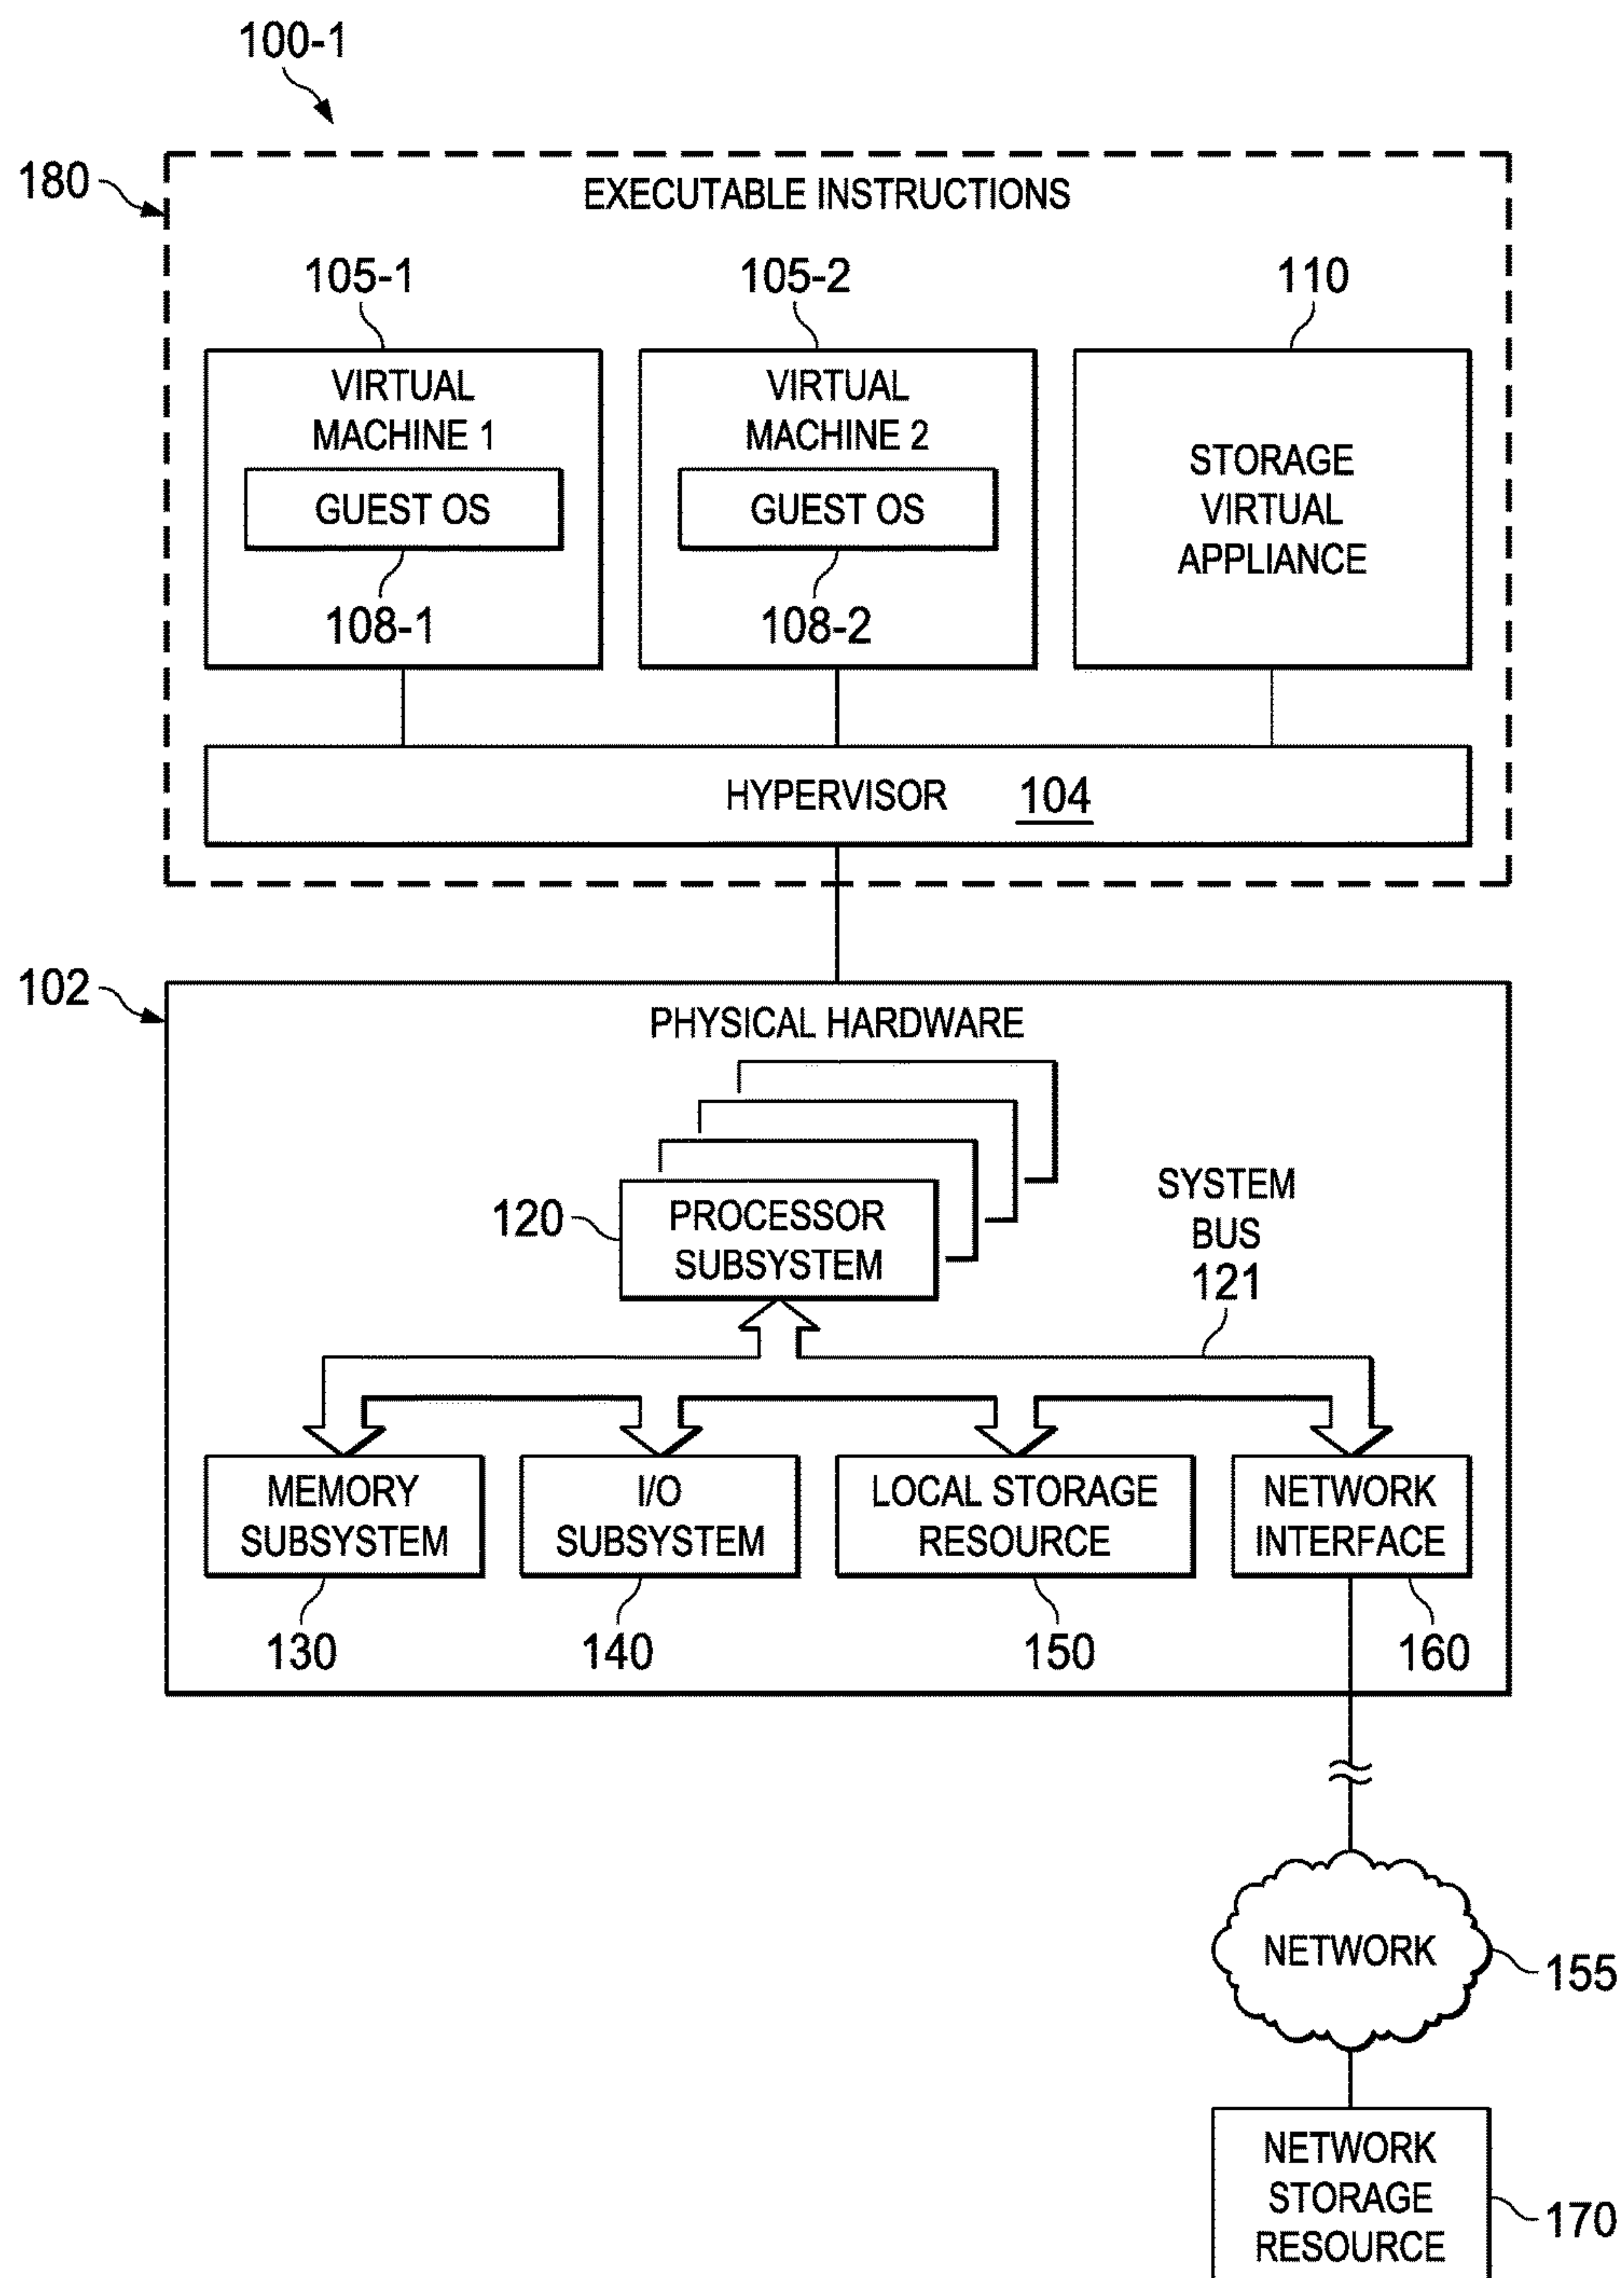 100-1
180
EXECUTABLE INSTRUCTIONS
105-1
105-2
110
VIRTUAL
MACHINE 1
GUEST OS
108-1
VIRTUAL
MACHINE 2
GUEST OS
108-2
STORAGE
VIRTUAL
APPLIANCE
HYPERVISOR 104
102
PHYSICAL HARDWARE
120
PROCESSOR
SUBSYSTEM
SYSTEM
BUS
121
MEMORY
SUBSYSTEM
I/O
SUBSYSTEM
LOCAL STORAGE
RESOURCE
NETWORK
INTERFACE
130
140
150
160
NETWORK
155
NETWORK
STORAGE
RESOURCE
170